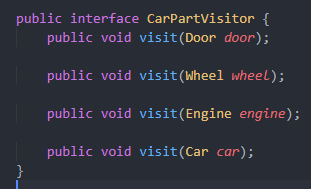 public interface CarPartVisitor {
    public void visit(Door door);
    public void visit(Wheel wheel);
    public void visit(Engine engine);
    public void visit(Car car);
}